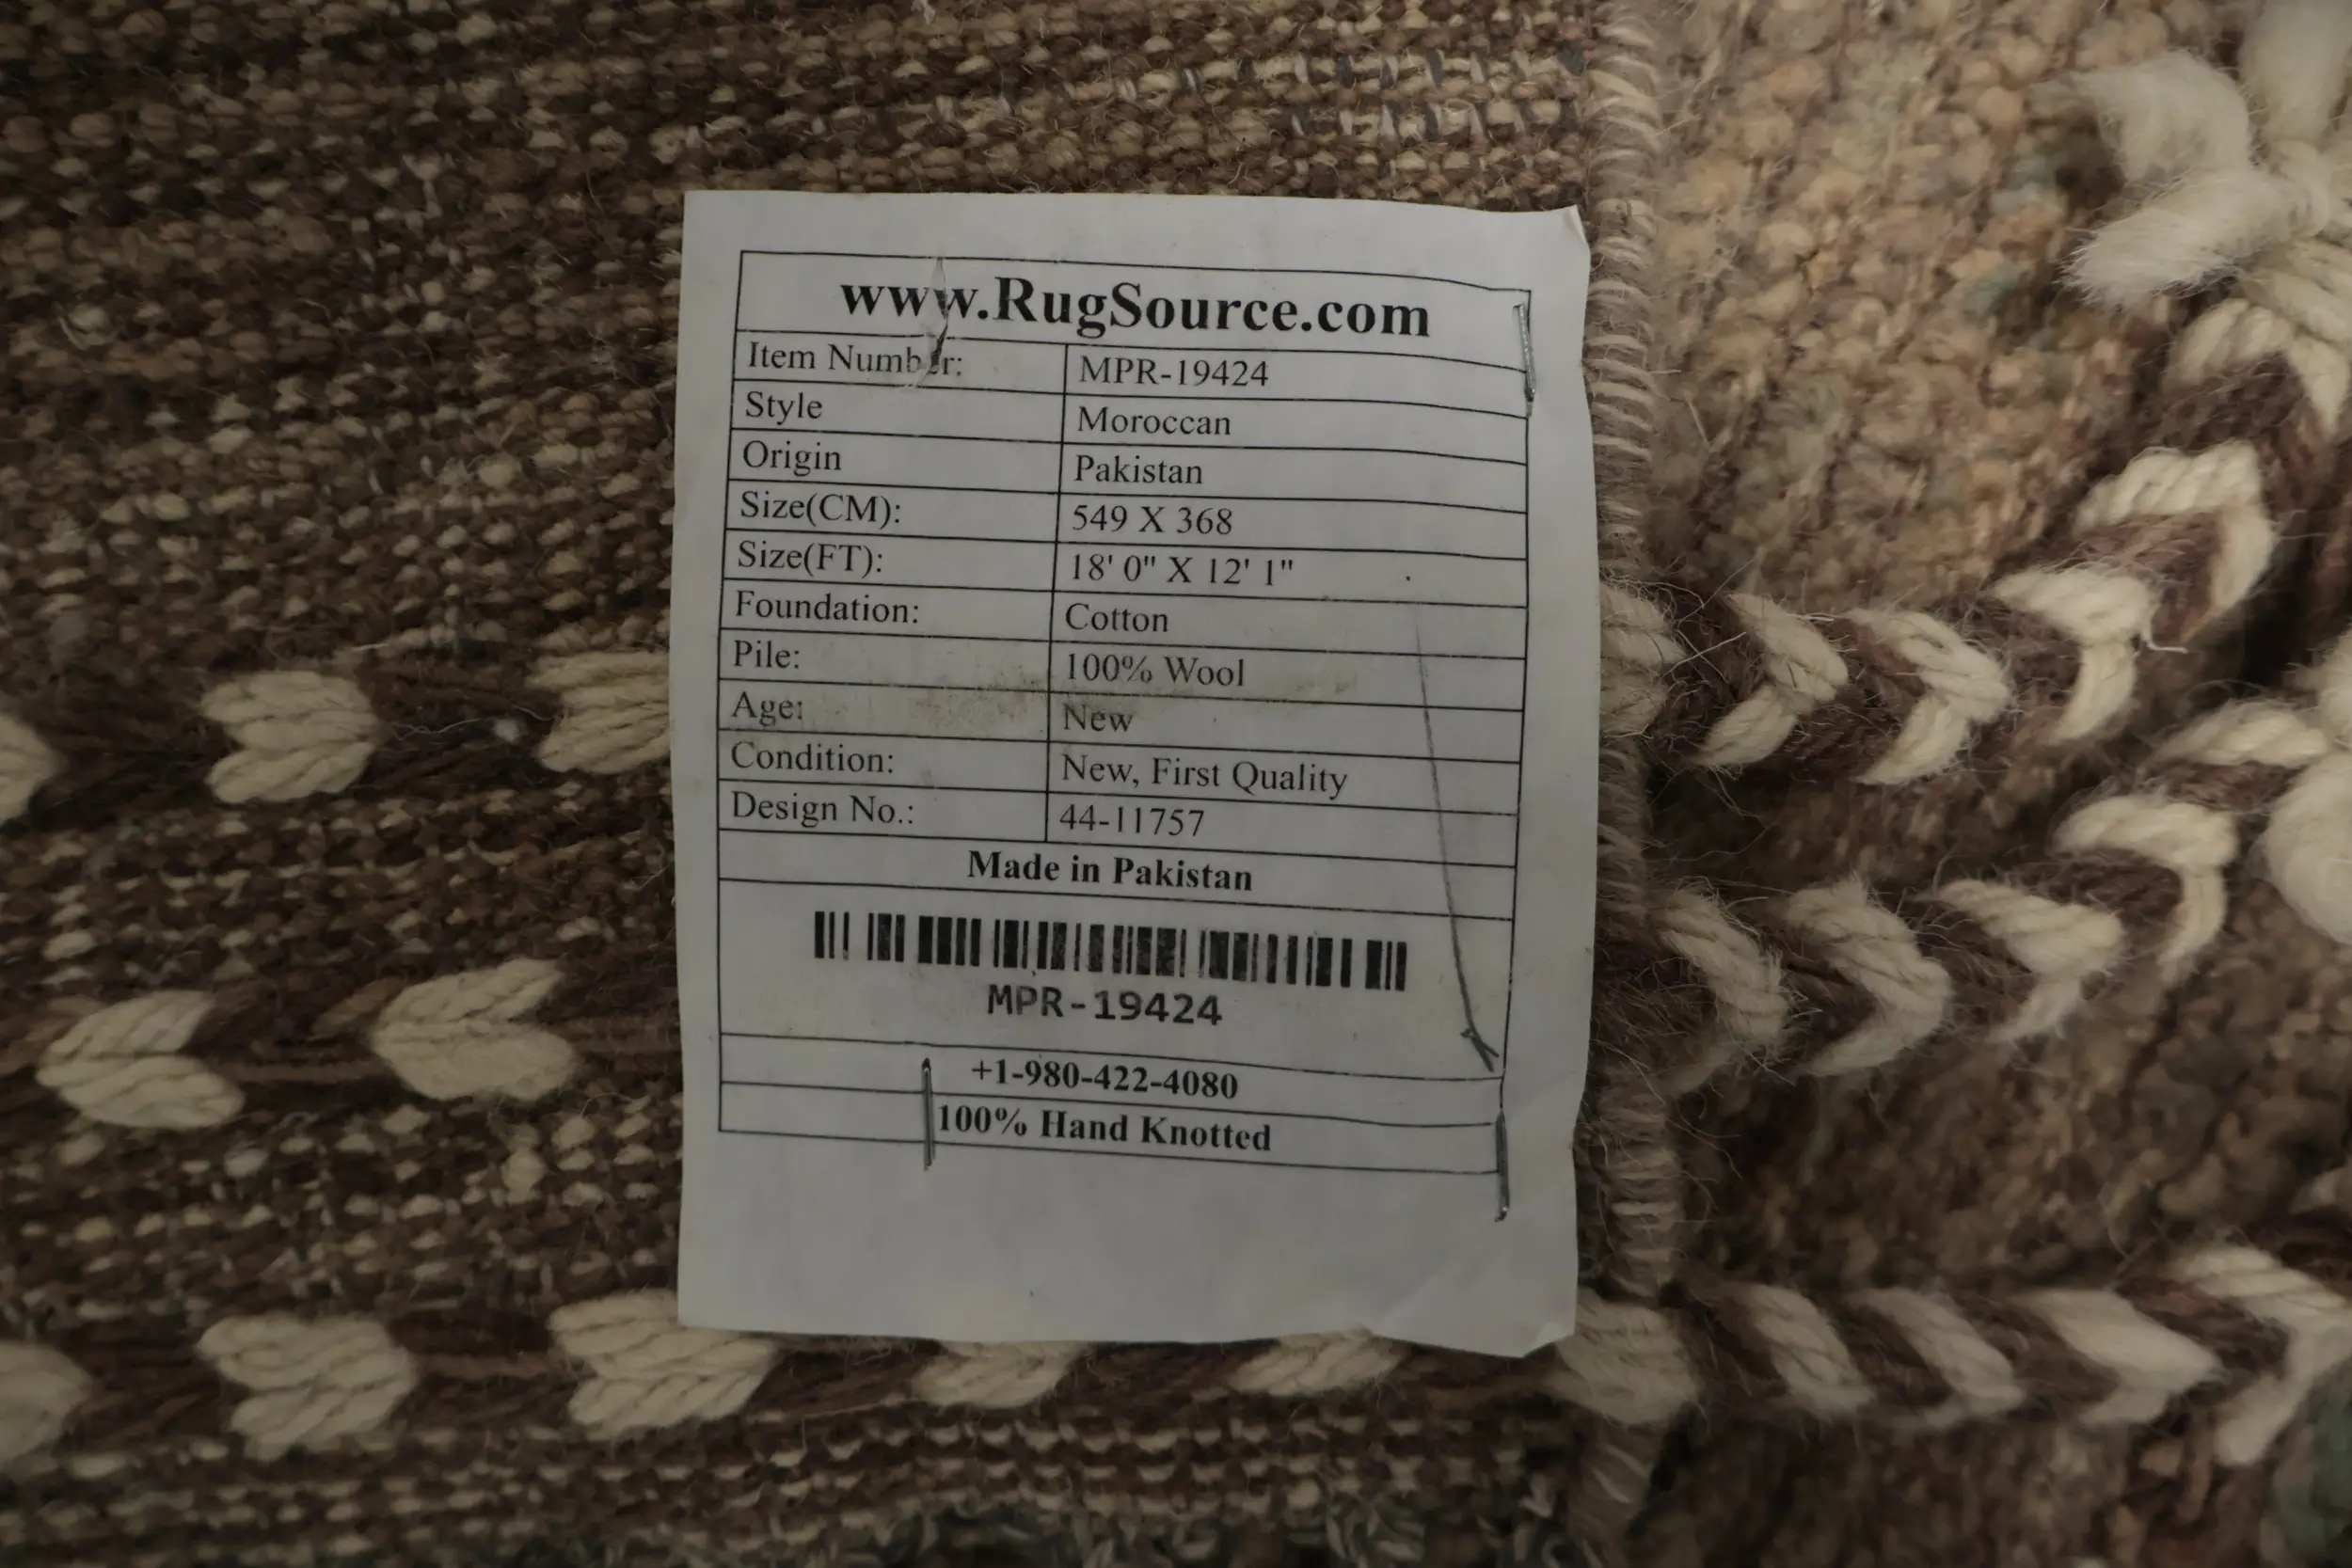 www.RugSource.com
Item Number: MPR-19424
Style Moroccan
Origin Pakistan
Size(CM): 549 X 368
Size(FT): 18' 0" X 12' 1"
Foundation: Cotton
Pile: 100% Wool
Age: New
Condition: New, First Quality
Design No.: 44-11757
Made in Pakistan
MPR-19424
+1-980-422-4080
100% Hand Knotted